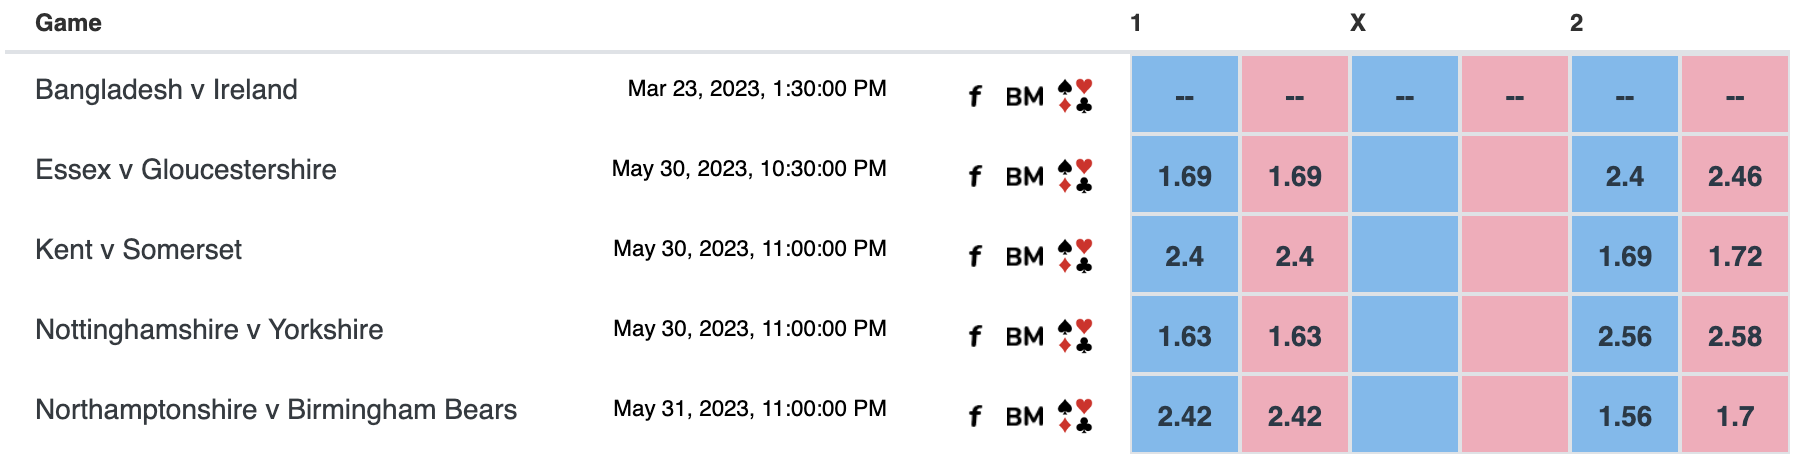 Game 1 X 2
Bangladesh v Ireland Mar 23, 2023, 1:30:00 PM f BM -- -- -- -- -- --
Essex v Gloucestershire May 30, 2023, 10:30:00 PM f BM 1.69 1.69 2.4 2.46
Kent v Somerset May 30, 2023, 11:00:00 PM f BM 2.4 2.4 1.69 1.72
Nottinghamshire v Yorkshire May 30, 2023, 11:00:00 PM f BM 1.63 1.63 2.56 2.58
Northamptonshire v Birmingham Bears May 31, 2023, 11:00:00 PM f BM 2.42 2.42 1.56 1.7